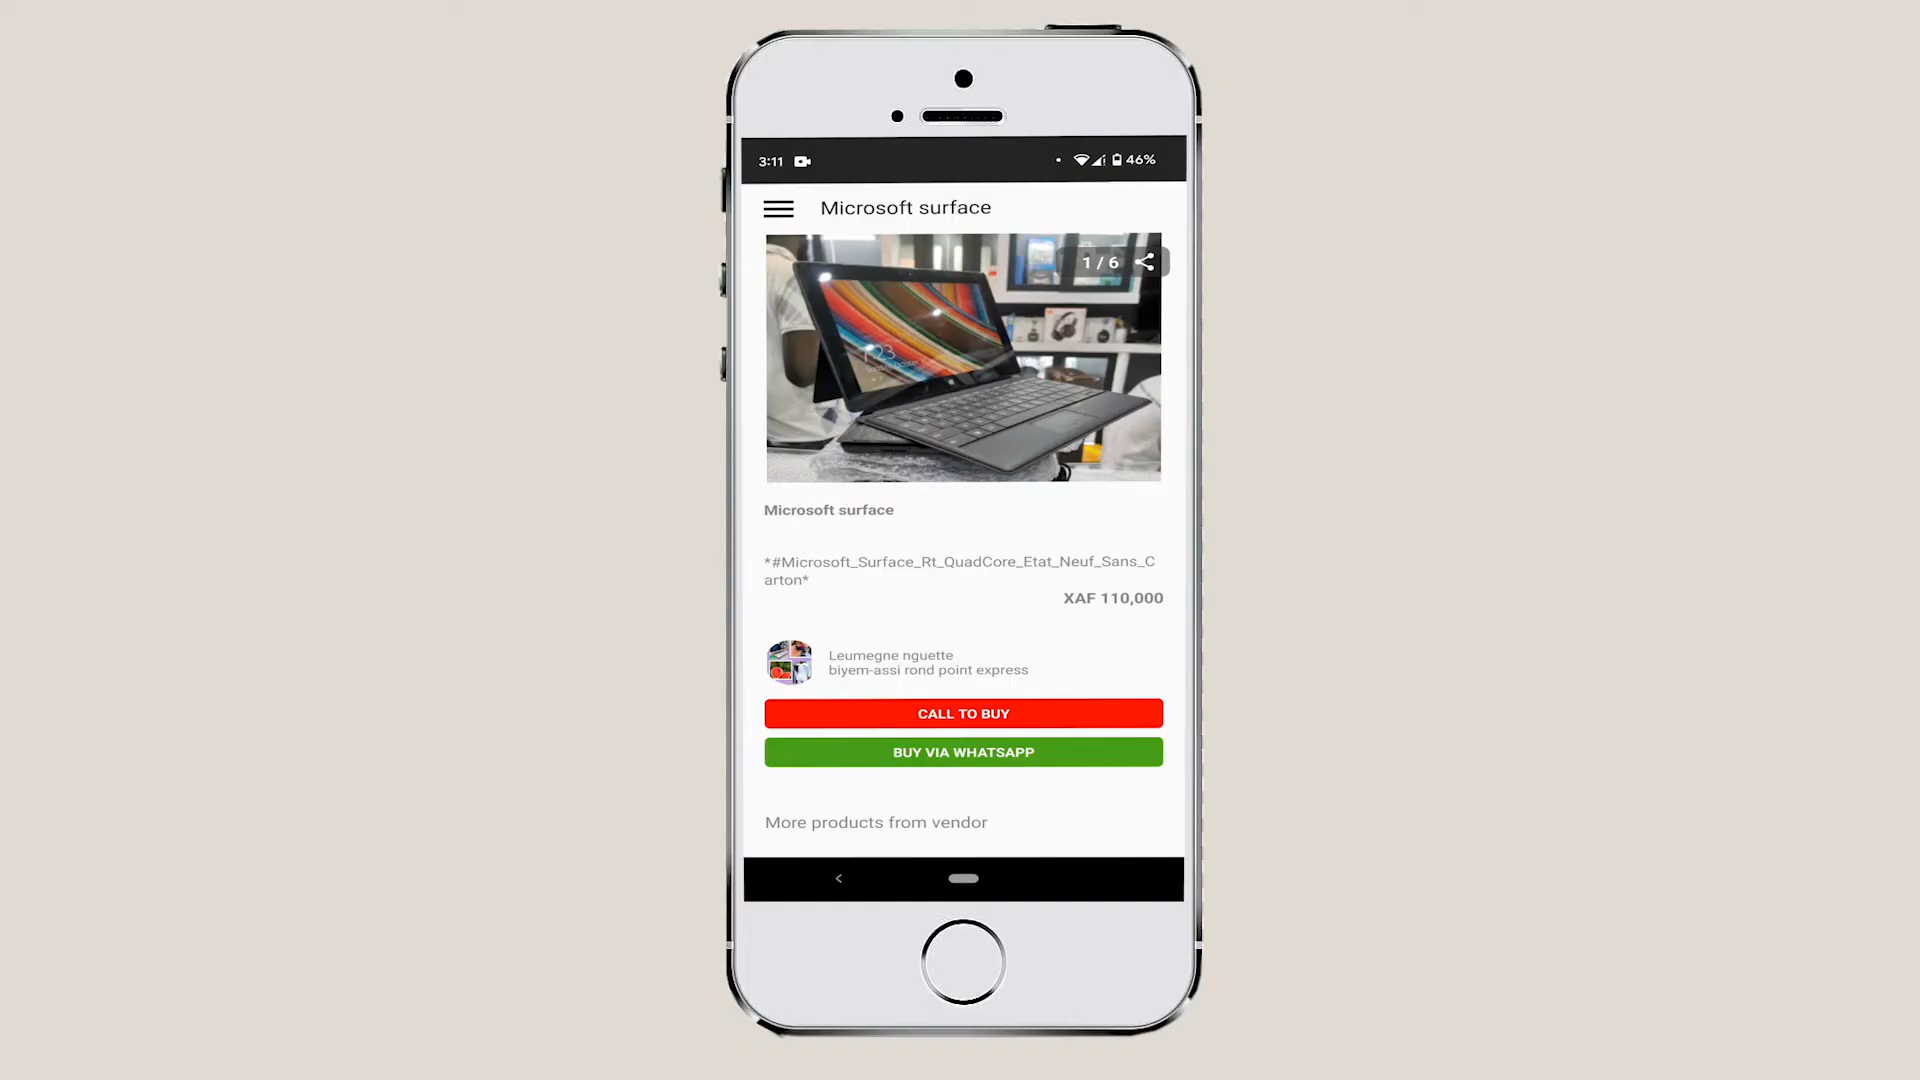 3:11
46%
Microsoft surface
1 / 6
Microsoft surface
*#Microsoft_Surface_Rt_QuadCore_Etat_Neuf_Sans_C
arton*
XAF 110,000
Leumegne nguette
biyem-assi rond point express
CALL TO BUY
BUY VIA WHATSAPP
More products from vendor